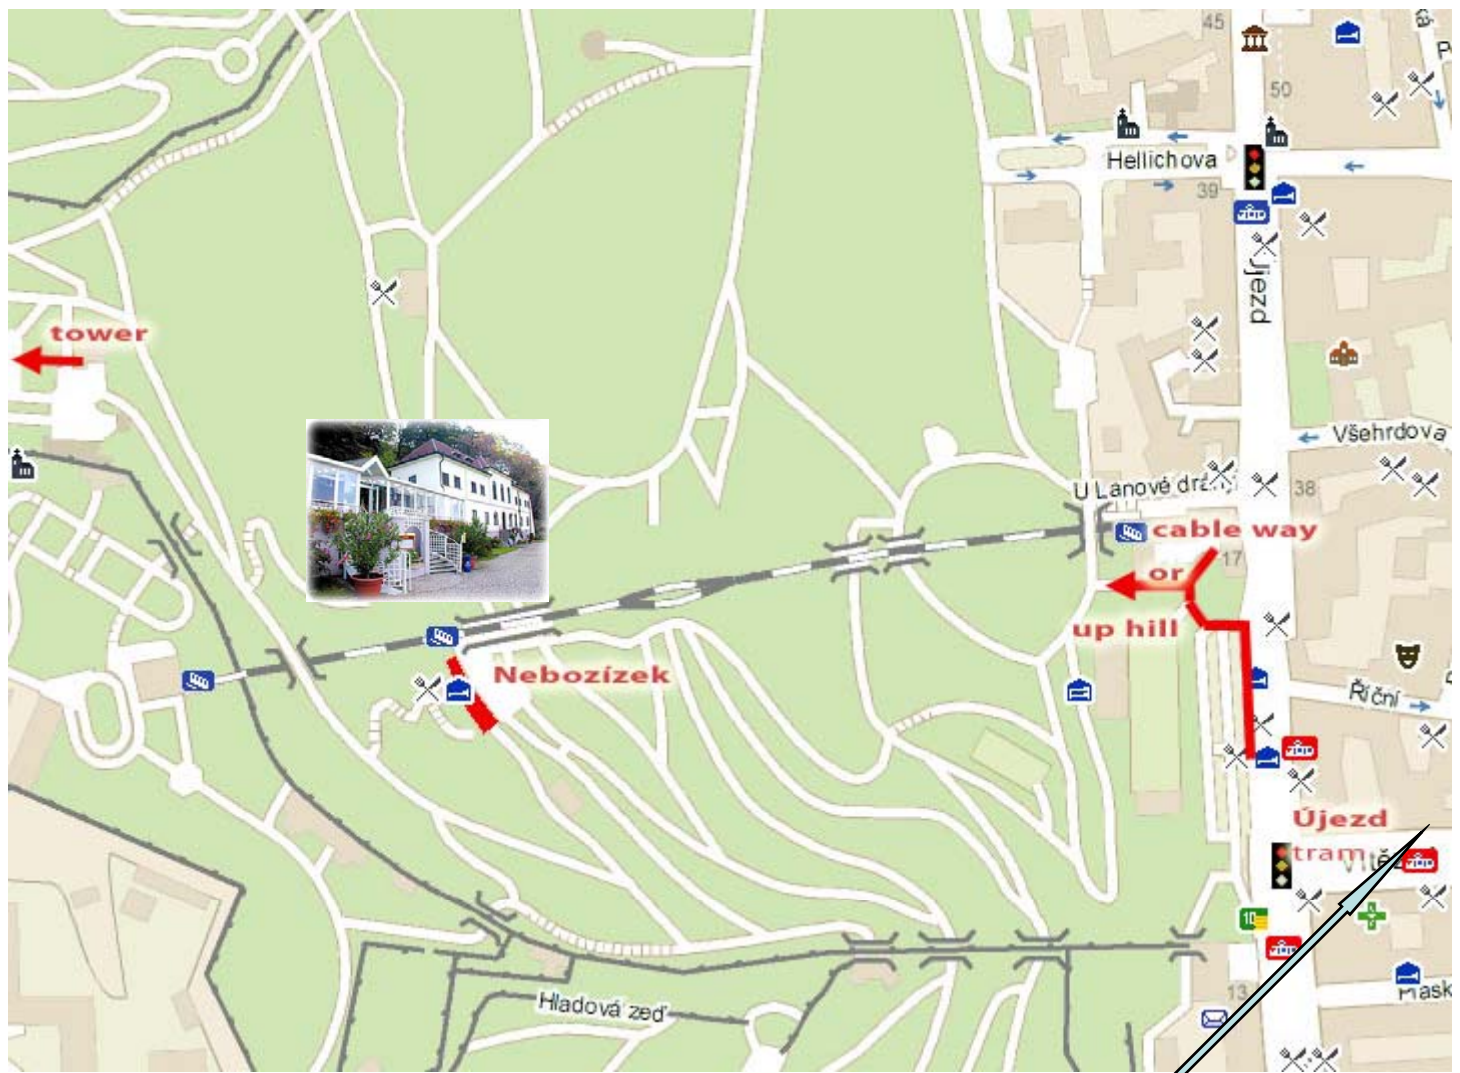 45
50
Hellichova
39
Újezd
tower
Všehrdova
38
U Lanové dráhy
cable way
17
or
up hill
Nebozízek
Říční
Újezd
tram
10
13
Hladová zeď